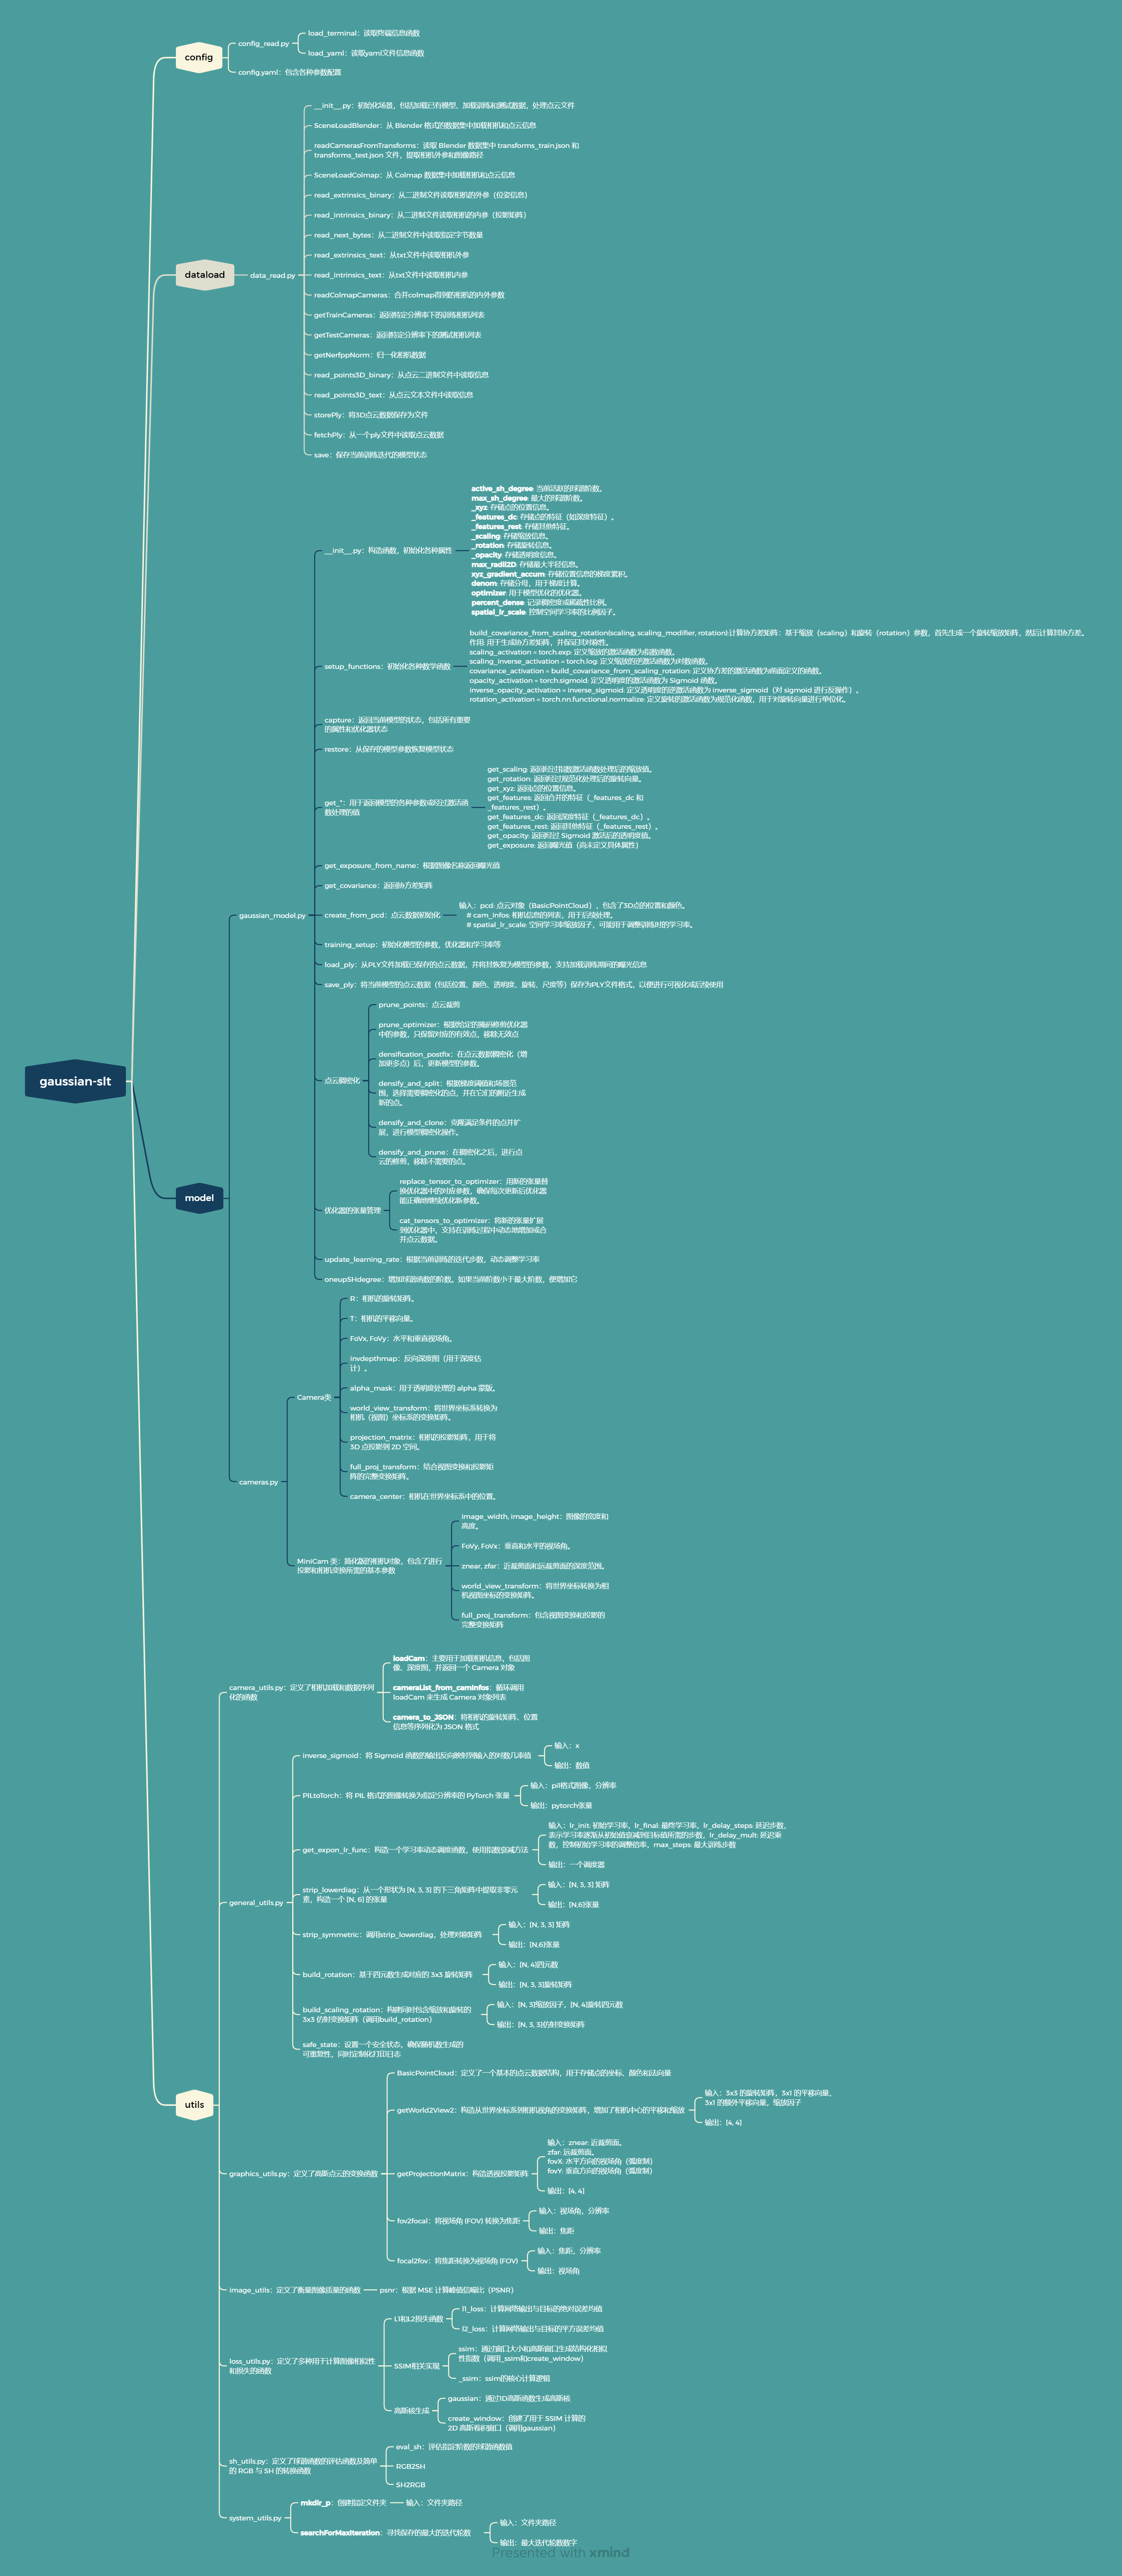 config
config_read.py
load_terminal：读取终端信息函数
load_yaml：读取yaml文件信息函数
config.yaml：包含各种参数配置
dataload
data_read.py
__init__.py：初始化场景，包括加载已有模型、加载训练和测试数据，处理点云文件
SceneLoadBlender：从 Blender 格式的数据集中加载相机和点云信息
readCamerasFromTransforms：读取 Blender 数据集中 transforms_train.json 和
transforms_test.json 文件，提取相机外参和图像路径
SceneLoadColmap：从 Colmap 数据集中加载相机和点云信息
read_extrinsics_binary：从二进制文件读取相机的外参（位姿信息）
read_intrinsics_binary：从二进制文件读取相机的内参（投影矩阵）
read_next_bytes：从二进制文件中读取指定字节数量
read_extrinsics_text：从txt文件中读取相机外参
read_intrinsics_text：从txt文件中读取相机内参
readColmapCameras：合并colmap得到的相机的内外参数
getTrainCameras：返回特定分辨率下的训练相机列表
getTestCameras：返回特定分辨率下的测试相机列表
getNerfppNorm：归一化相机数据
read_points3D_binary：从点云二进制文件中读取信息
read_points3D_text：从点云文本文件中读取信息
storePly：将3D点云数据保存为文件
fetchPly：从一个ply文件中读取点云数据
save：保存当前训练迭代的模型状态
gaussian-slt
model
gaussian_model.py
__init__.py：构造函数，初始化各种属性
active_sh_degree: 当前活跃的球谐阶数。
max_sh_degree: 最大的球谐阶数。
_xyz: 存储点的位置信息。
_features_dc: 存储点的特征（如深度特征）。
_features_rest: 存储其他特征。
_scaling: 存储缩放信息。
_rotation: 存储旋转信息。
_opacity: 存储透明度信息。
max_radii2D: 存储最大半径信息。
xyz_gradient_accum: 存储位置信息的梯度累积。
denom: 存储分母，用于梯度计算。
optimizer: 用于模型优化的优化器。
percent_dense: 记录稠密度或稀疏性比例。
spatial_lr_scale: 控制空间学习率的比例因子。
setup_functions：初始化各种数学函数
build_covariance_from_scaling_rotation(scaling, scaling_modifier, rotation):计算协方差矩阵：基于缩放（scaling）和旋转（rotation）参数，首先生成一个旋转缩放矩阵，然后计算其协方差。
作用: 用于生成协方差矩阵，并保证其对称性。
scaling_activation = torch.exp: 定义缩放的激活函数为指数函数。
scaling_inverse_activation = torch.log: 定义缩放的逆激活函数为对数函数。
covariance_activation = build_covariance_from_scaling_rotation: 定义协方差的激活函数为前面定义的函数。
opacity_activation = torch.sigmoid: 定义透明度的激活函数为 Sigmoid 函数。
inverse_opacity_activation = inverse_sigmoid: 定义透明度的逆激活函数为 inverse_sigmoid（对 sigmoid 进行反操作）。
rotation_activation = torch.nn.functional.normalize: 定义旋转的激活函数为规范化函数，用于对旋转向量进行单位化。
capture：返回当前模型的状态，包括所有重要
的属性和优化器状态
restore：从保存的模型参数恢复模型状态
get_*：用于返回模型的各种参数或经过激活函
数处理的值
get_scaling: 返回经过指数激活函数处理后的缩放值。
get_rotation: 返回经过规范化处理后的旋转向量。
get_xyz: 返回点的位置信息。
get_features: 返回合并的特征（_features_dc 和
_features_rest）。
get_features_dc: 返回深度特征（_features_dc）。
get_features_rest: 返回其他特征（_features_rest）。
get_opacity: 返回经过 Sigmoid 激活后的透明度值。
get_exposure: 返回曝光值（尚未定义具体属性）
get_exposure_from_name：根据图像名称返回曝光值
get_covariance：返回协方差矩阵
create_from_pcd：点云数据初始化
输入：pcd: 点云对象（BasicPointCloud），包含了3D点的位置和颜色。
# cam_infos: 相机信息的列表，用于后续处理。
# spatial_lr_scale: 空间学习率缩放因子，可能用于调整训练时的学习率。
training_setup：初始化模型的参数，优化器和学习率等
load_ply：从PLY文件加载已保存的点云数据，并将其恢复为模型的参数，支持加载训练期间的曝光信息
save_ply：将当前模型的点云数据（包括位置、颜色、透明度、旋转、尺度等）保存为PLY文件格式，以便进行可视化或后续使用
点云稠密化
prune_points：点云裁剪
prune_optimizer：根据给定的掩码修剪优化器
中的参数，只保留对应的有效点，移除无效点
densification_postfix：在点云数据稠密化（增
加更多点）后，更新模型的参数。
densify_and_split：根据梯度阈值和场景范
围，选择需要稠密化的点，并在它们的附近生成
新的点。
densify_and_clone：克隆满足条件的点并扩
展，进行模型稠密化操作。
densify_and_prune：在稠密化之后，进行点
云的修剪，移除不需要的点。
优化器的张量管理
replace_tensor_to_optimizer：用新的张量替
换优化器中的对应参数，确保每次更新后优化器
能正确地继续优化新参数。
cat_tensors_to_optimizer：将新的张量扩展
到优化器中，支持在训练过程中动态地增加或合
并点云数据。
update_learning_rate：根据当前训练的迭代步数，动态调整学习率
oneupSHdegree：增加球谐函数的阶数。如果当前阶数小于最大阶数，便增加它
cameras.py
Camera类
R：相机的旋转矩阵。
T：相机的平移向量。
FoVx, FoVy：水平和垂直视场角。
invdepthmap：反向深度图（用于深度估
计）。
alpha_mask：用于透明度处理的 alpha 蒙版。
world_view_transform：将世界坐标系转换为
相机（视图）坐标系的变换矩阵。
projection_matrix：相机的投影矩阵，用于将
3D 点投影到 2D 空间。
full_proj_transform：结合视图变换和投影矩
阵的完整变换矩阵。
camera_center：相机在世界坐标系中的位置。
MiniCam 类：简化版的相机对象，包含了进行
投影和相机变换所需的基本参数
image_width, image_height：图像的宽度和
高度。
FoVy, FoVx：垂直和水平的视场角。
znear, zfar：近裁剪面和远裁剪面的深度范围。
world_view_transform：将世界坐标转换为相
机视图坐标的变换矩阵。
full_proj_transform：包含视图变换和投影的
完整变换矩阵
utils
camera_utils.py：定义了相机加载和数据序列
化的函数
loadCam：主要用于加载相机信息，包括图
像、深度图，并返回一个 Camera 对象
cameraList_from_camInfos：循环调用
loadCam 来生成 Camera 对象列表
camera_to_JSON：将相机的旋转矩阵、位置
信息等序列化为 JSON 格式
general_utils.py
inverse_sigmoid：将 Sigmoid 函数的输出反向映射到输入的对数几率值
输入：x
输出：数值
PILtoTorch：将 PIL 格式的图像转换为指定分辨率的 PyTorch 张量
输入：pil格式图像，分辨率
输出：pytorch张量
get_expon_lr_func：构造一个学习率动态调度函数，使用指数衰减方法
输入：lr_init: 初始学习率，lr_final: 最终学习率，lr_delay_steps: 延迟步数，
表示学习率逐渐从初始值衰减到目标值所需的步数，lr_delay_mult: 延迟乘
数，控制初始学习率的调整倍率，max_steps: 最大训练步数
输出：一个调度器
strip_lowerdiag：从一个形状为 [N, 3, 3] 的下三角矩阵中提取非零元
素，构造一个 [N, 6] 的张量
输入：[N, 3, 3] 矩阵
输出：[N,6]张量
strip_symmetric：调用strip_lowerdiag，处理对称矩阵
输入：[N, 3, 3] 矩阵
输出：[N,6]张量
build_rotation：基于四元数生成对应的 3x3 旋转矩阵
输入：[N, 4]四元数
输出：[N, 3, 3]旋转矩阵
build_scaling_rotation：构建同时包含缩放和旋转的
3x3 仿射变换矩阵（调用build_rotation）
输入：[N, 3]缩放因子，[N, 4]旋转四元数
输出：[N, 3, 3]仿射变换矩阵
safe_state：设置一个安全状态，确保随机数生成的
可重复性，同时定制化打印日志
graphics_utils.py：定义了高斯点云的变换函数
BasicPointCloud：定义了一个基本的点云数据结构，用于存储点的坐标、颜色和法向量
getWorld2View2：构造从世界坐标系到相机视角的变换矩阵，增加了相机中心的平移和缩放
输入：3x3 的旋转矩阵，3x1 的平移向量，
3x1 的额外平移向量，缩放因子
输出：[4, 4]
getProjectionMatrix：构造透视投影矩阵
输入：znear: 近裁剪面。
zfar: 远裁剪面。
fovX: 水平方向的视场角（弧度制）
fovY: 垂直方向的视场角（弧度制）
输出：[4, 4]
fov2focal：将视场角 (FOV) 转换为焦距
输入：视场角，分辨率
输出：焦距
focal2fov：将焦距转换为视场角 (FOV)
输入：焦距，分辨率
输出：视场角
image_utils：定义了衡量图像质量的函数
psnr：根据 MSE 计算峰值信噪比（PSNR）
loss_utils.py：定义了多种用于计算图像相似性
和损失的函数
L1和L2损失函数
l1_loss：计算网络输出与目标的绝对误差均值
l2_loss：计算网络输出与目标的平方误差均值
SSIM相关实现
ssim：通过窗口大小和高斯窗口生成结构化相似
性指数（调用_ssim和create_window）
_ssim：ssim的核心计算逻辑
高斯核生成
gaussian：通过1D高斯函数生成高斯核
create_window：创建了用于 SSIM 计算的
2D 高斯卷积窗口（调用gaussian）
sh_utils.py：定义了球谐函数的评估函数及简单
的 RGB 与 SH 的转换函数
eval_sh：评估指定阶数的球谐函数值
RGB2SH
SH2RGB
system_utils.py
mkdir_p：创建指定文件夹
输入：文件夹路径
searchForMaxIteration：寻找保存的最大的迭代轮数
输入：文件夹路径
输出：最大迭代轮数数字
Presented with xmind